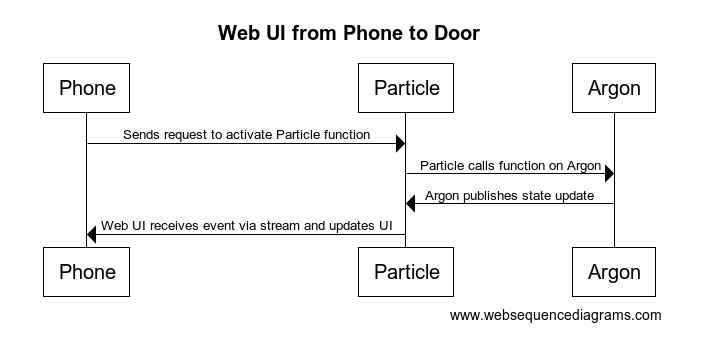 Web UI from Phone to Door
Phone Particle Argon
Sends request to activate Particle function
Particle calls function on Argon
Argon publishes state update
Web UI receives event via stream and updates UI
Phone Particle Argon
www.websequencediagrams.com